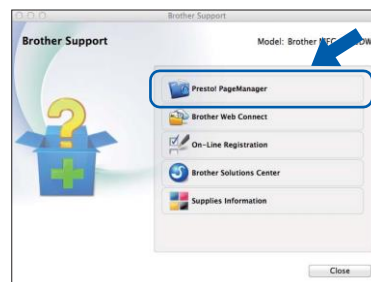 Brother Support
Brother Support
Model: Brother
Presto! PageManager
Brother Web Connect
On-Line Registration
Brother Solutions Center
Supplies Information
Close